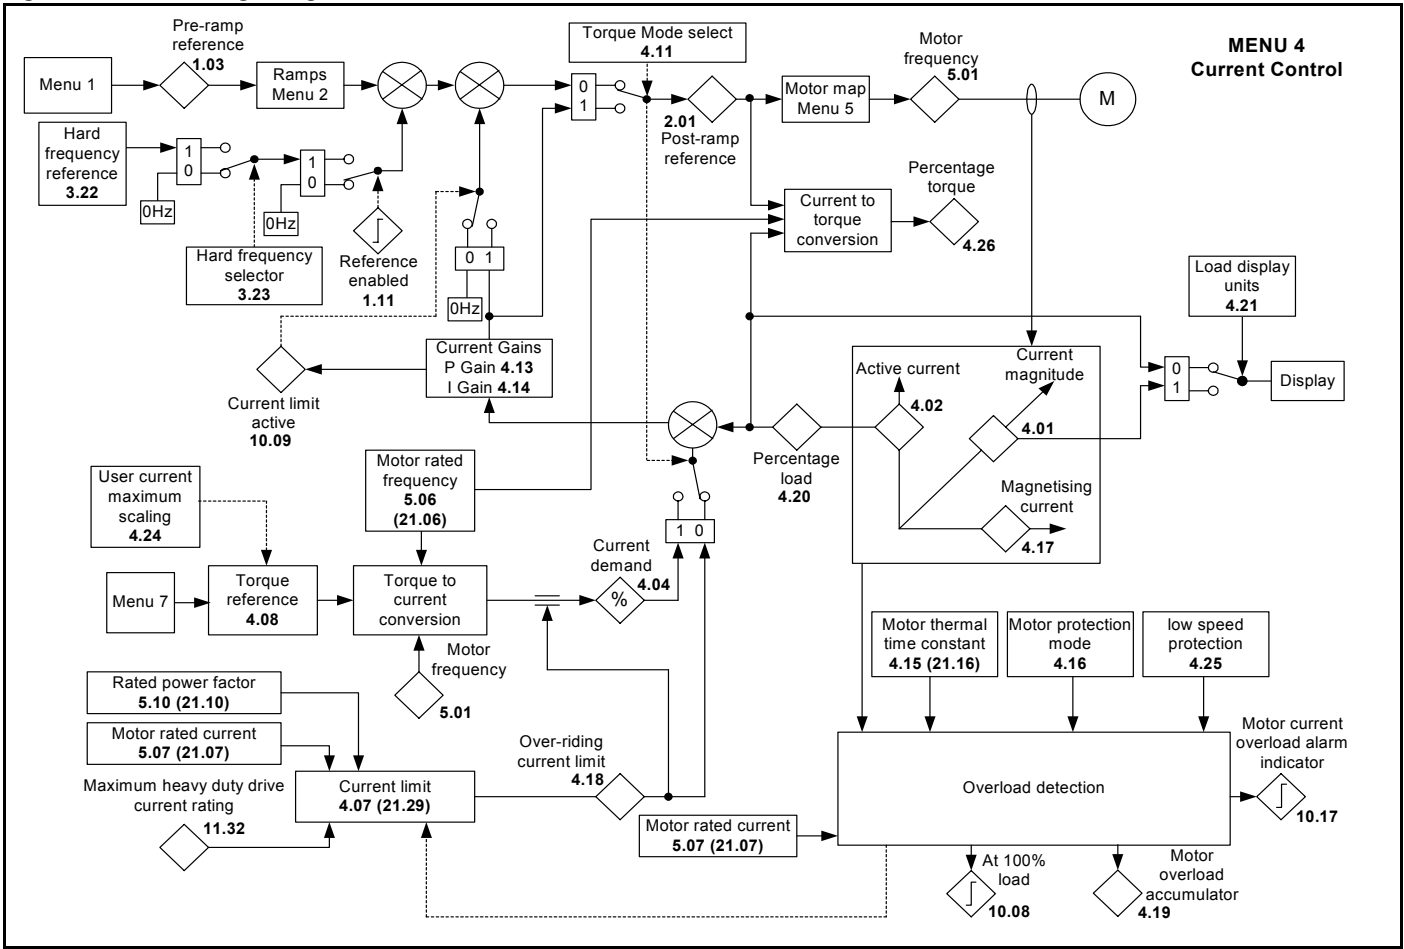 MENU 4
Current Control
Pre-ramp
reference
1.03
Menu 1
Ramps
Menu 2
Torque Mode select
4.11
0
1
2.01
Post-ramp
reference
Motor map
Menu 5
Motor
frequency
5.01
M
Hard
frequency
reference
3.22
1
0
0Hz
1
0
0Hz
Hard frequency
selector
3.23
Reference
enabled
1.11
0 1
0Hz
Current to
torque
conversion
Percentage
torque
4.26
Load display
units
4.21
0
1
Display
Current Gains
P Gain 4.13
I Gain 4.14
Current limit
active
10.09
Active current
4.02
Current
magnitude
4.01
Magnetising
current
4.17
Percentage
load
4.20
Motor rated
frequency
5.06
(21.06)
User current
maximum
scaling
4.24
1 0
Menu 7
Torque
reference
4.08
Torque to
current
conversion
Current
demand
4.04
%
Motor
frequency
5.01
Rated power factor
5.10 (21.10)
Motor rated current
5.07 (21.07)
Maximum heavy duty drive
current rating
11.32
Current limit
4.07 (21.29)
Over-riding
current limit
4.18
Motor thermal
time constant
4.15 (21.16)
Motor protection
mode
4.16
low speed
protection
4.25
Motor rated current
5.07 (21.07)
Overload detection
Motor current
overload alarm
indicator
10.17
At 100%
load
10.08
Motor
overload
accumulator
4.19